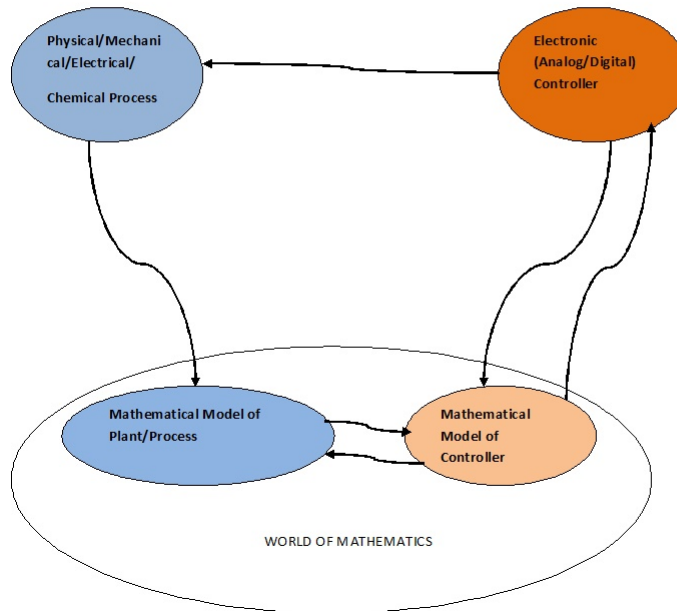 Physical/Mechani
cal/Electrical/
Chemical Process
Electronic
(Analog/Digital)
Controller
Mathematical Model of
Plant/Process
Mathematical
Model of
Controller
WORLD OF MATHEMATICS